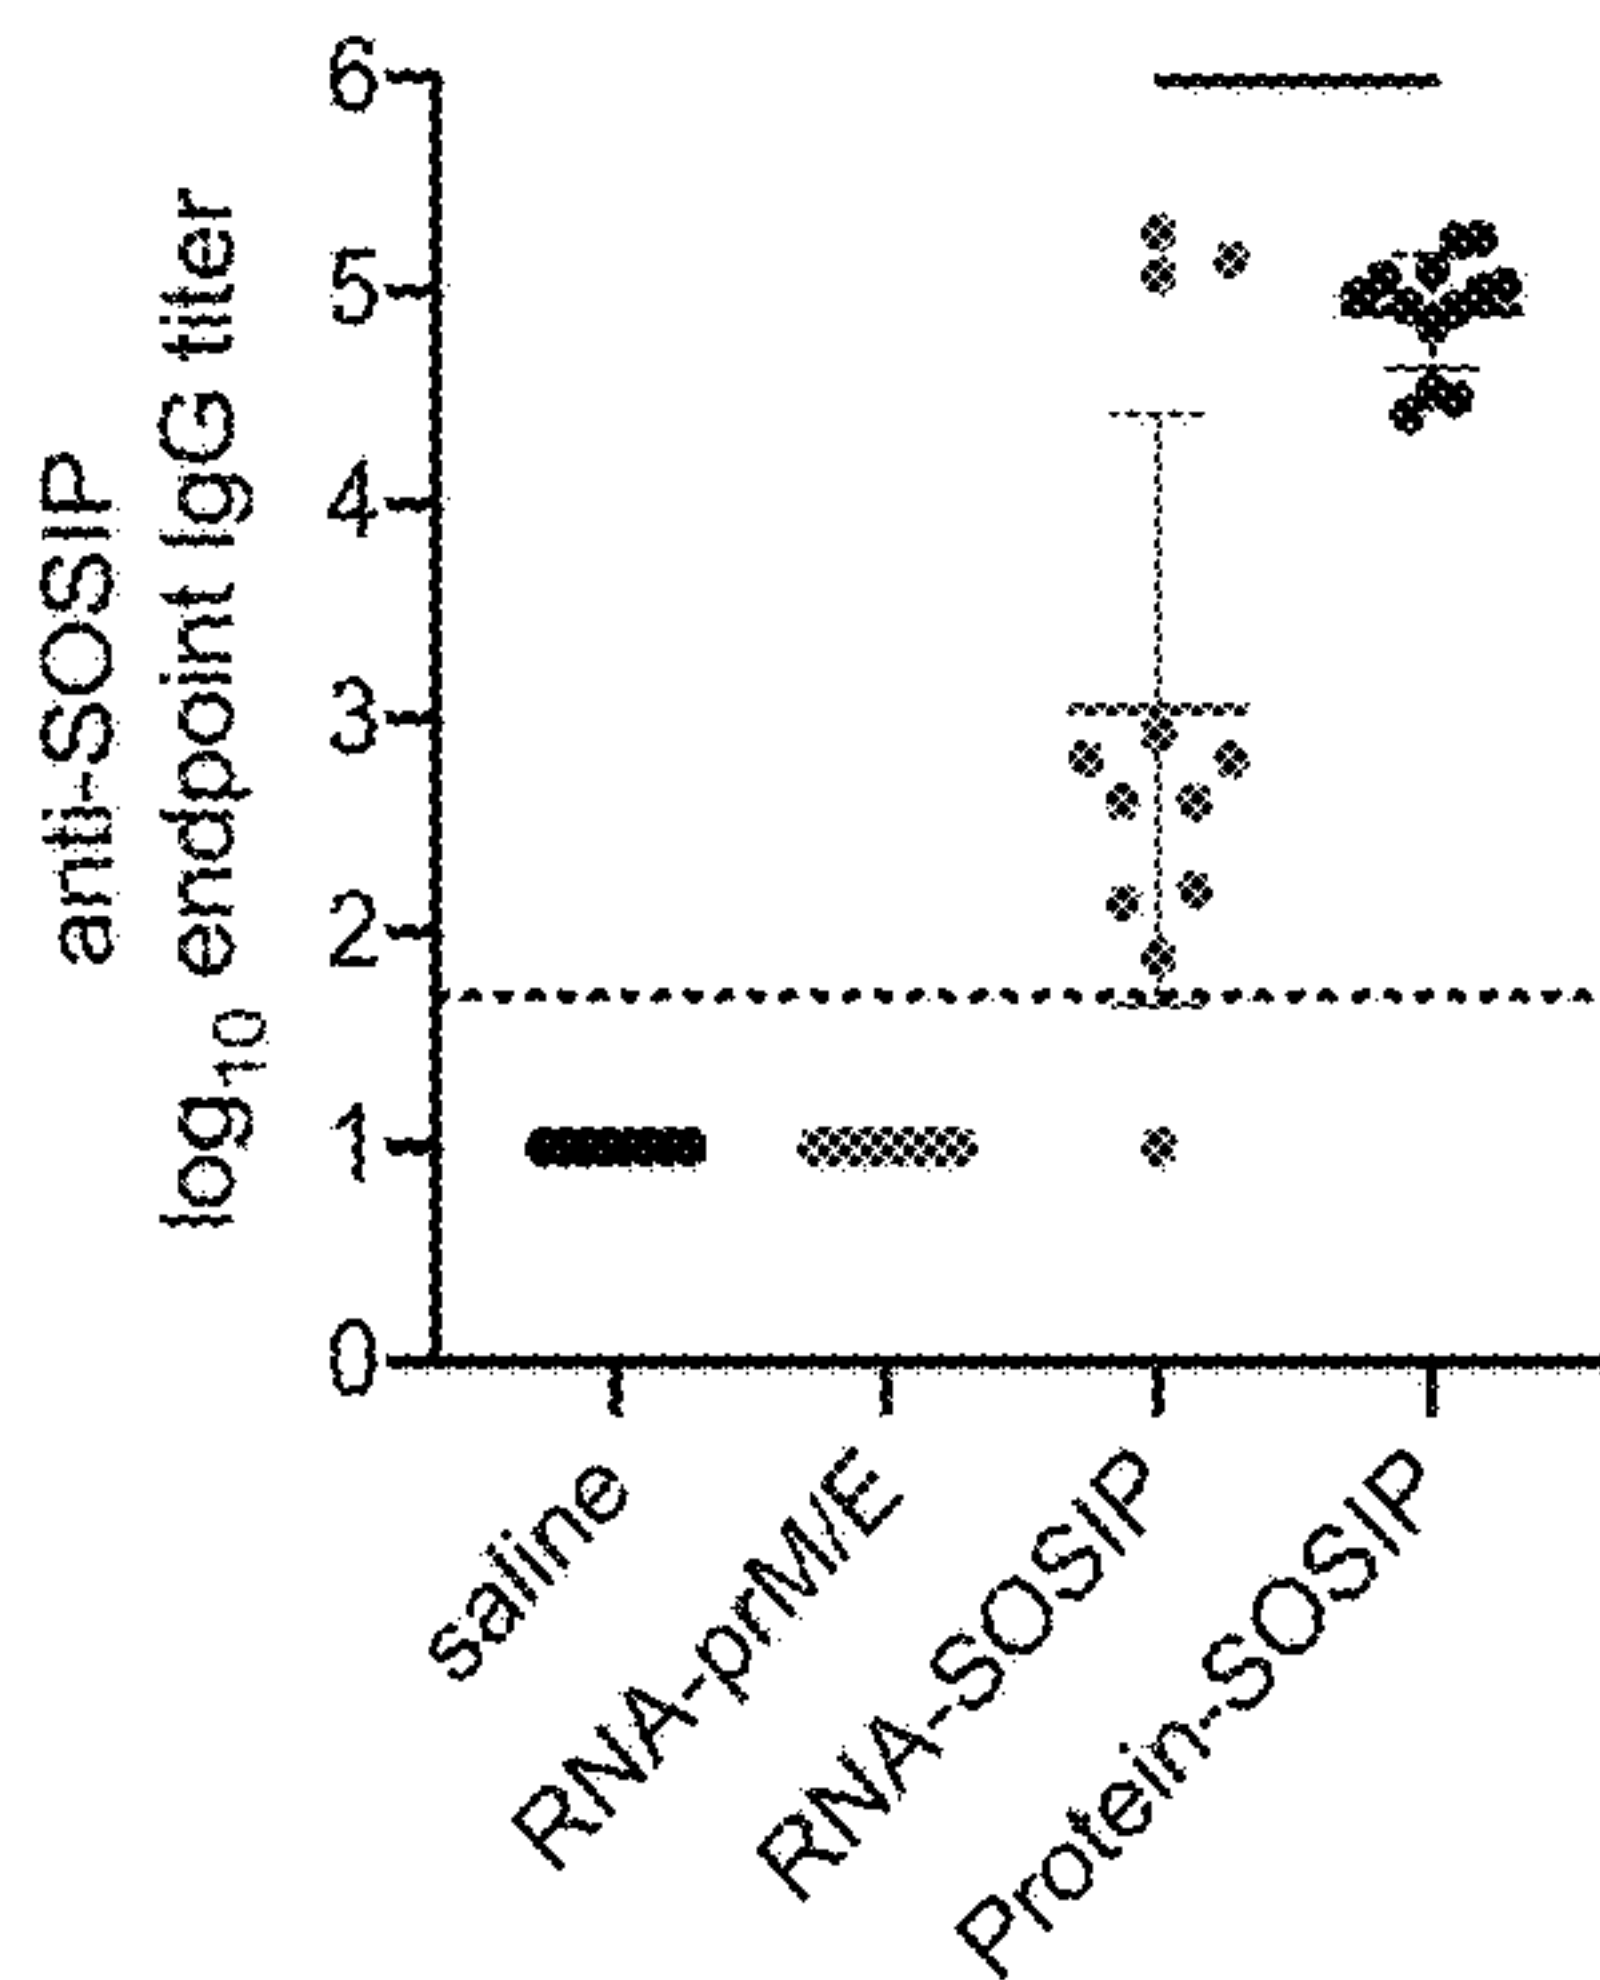 anti-SOSIP
log10 endpoint IgG titer
6
5
4
3
2
1
0
saline
RNA-prM/E
RNA-SOSIP
Protein-SOSIP